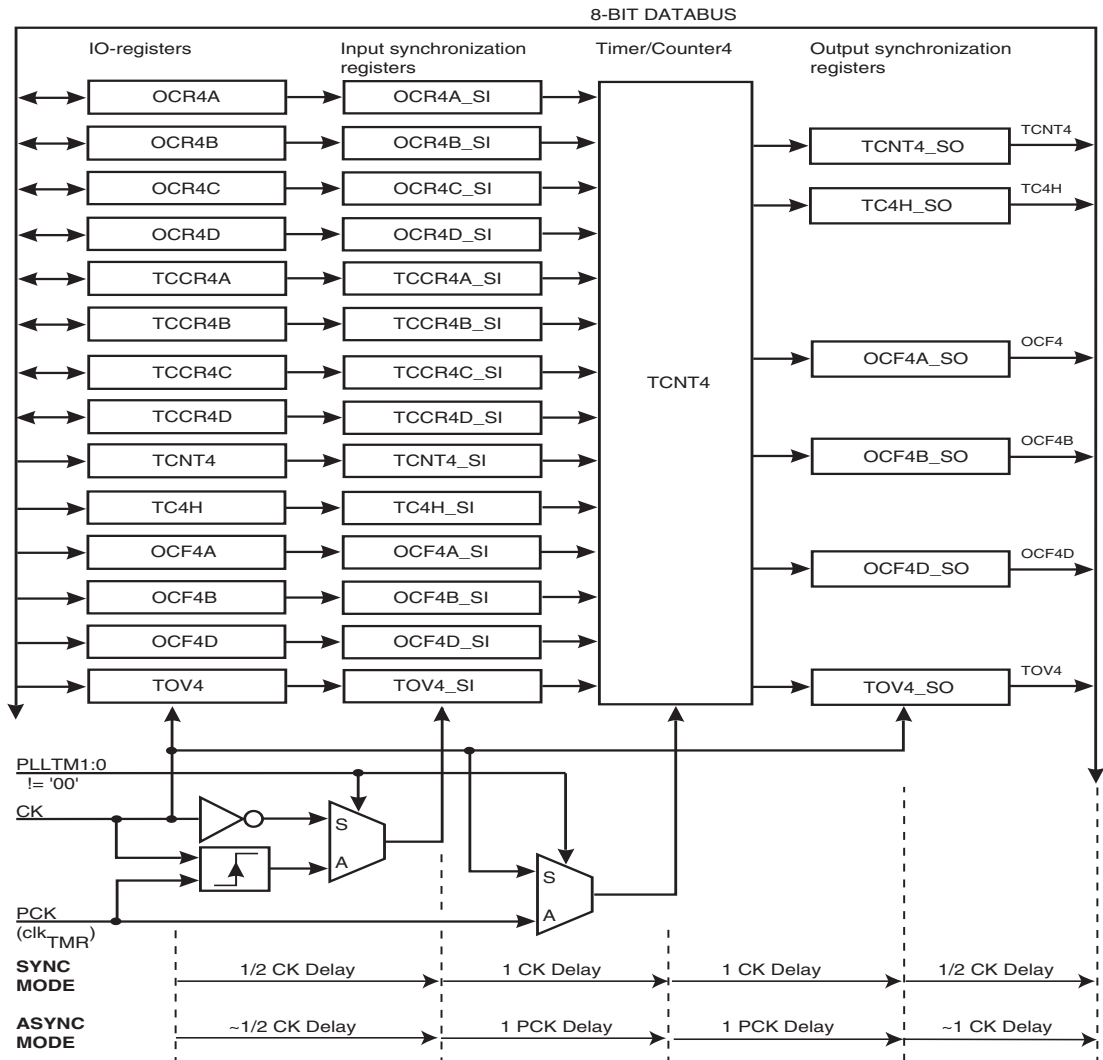 8-BIT DATABUS
IO-registers
Input synchronization
registers
Timer/Counter4
Output synchronization
registers
OCR4A
OCR4A_SI
OCR4B
OCR4B_SI
OCR4C
OCR4C_SI
OCR4D
OCR4D_SI
TCCR4A
TCCR4A_SI
TCCR4B
TCCR4B_SI
TCCR4C
TCCR4C_SI
TCCR4D
TCCR4D_SI
TCNT4
TCNT4_SI
TC4H
TC4H_SI
OCF4A
OCF4A_SI
OCF4B
OCF4B_SI
OCF4D
OCF4D_SI
TOV4
TOV4_SI
TCNT4
TCNT4_SO
TCNT4
TC4H_SO
TC4H
OCF4A_SO
OCF4
OCF4B_SO
OCF4B
OCF4D_SO
OCF4D
TOV4_SO
TOV4
PLLTM1:0
!= '00'
CK
S
A
S
A
PCK
(clkTMR)
SYNC
MODE
1/2 CK Delay
1 CK Delay
1 CK Delay
1/2 CK Delay
ASYNC
MODE
~1/2 CK Delay
1 PCK Delay
1 PCK Delay
~1 CK Delay